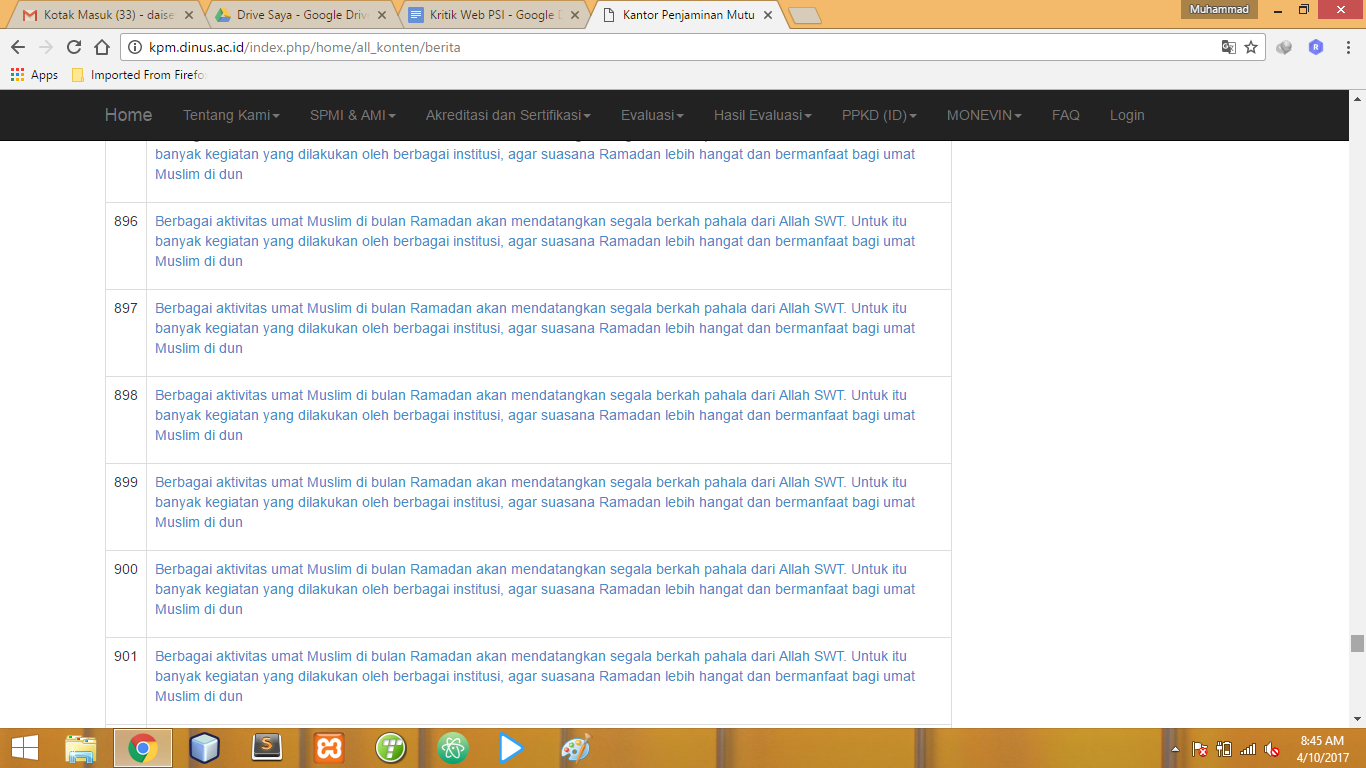 Kotak Masuk (33) - daise
Drive Saya - Google Drive
Kritik Web PSI - Google D
Kantor Penjaminan Mutu
Muhammad
kpm.dinus.ac.id/index.php/home/all_konten/berita
Apps
Imported From Firefo
Home
Tentang Kami
SPMI & AMI
Akreditasi dan Sertifikasi
Evaluasi
Hasil Evaluasi
PPKD (ID)
MONEVIN
FAQ
Login
banyak kegiatan yang dilakukan oleh berbagai institusi, agar suasana Ramadan lebih hangat dan bermanfaat bagi umat
Muslim di dun
896 Berbagai aktivitas umat Muslim di bulan Ramadan akan mendatangkan segala berkah pahala dari Allah SWT. Untuk itu
banyak kegiatan yang dilakukan oleh berbagai institusi, agar suasana Ramadan lebih hangat dan bermanfaat bagi umat
Muslim di dun
897 Berbagai aktivitas umat Muslim di bulan Ramadan akan mendatangkan segala berkah pahala dari Allah SWT. Untuk itu
banyak kegiatan yang dilakukan oleh berbagai institusi, agar suasana Ramadan lebih hangat dan bermanfaat bagi umat
Muslim di dun
898 Berbagai aktivitas umat Muslim di bulan Ramadan akan mendatangkan segala berkah pahala dari Allah SWT. Untuk itu
banyak kegiatan yang dilakukan oleh berbagai institusi, agar suasana Ramadan lebih hangat dan bermanfaat bagi umat
Muslim di dun
899 Berbagai aktivitas umat Muslim di bulan Ramadan akan mendatangkan segala berkah pahala dari Allah SWT. Untuk itu
banyak kegiatan yang dilakukan oleh berbagai institusi, agar suasana Ramadan lebih hangat dan bermanfaat bagi umat
Muslim di dun
900 Berbagai aktivitas umat Muslim di bulan Ramadan akan mendatangkan segala berkah pahala dari Allah SWT. Untuk itu
banyak kegiatan yang dilakukan oleh berbagai institusi, agar suasana Ramadan lebih hangat dan bermanfaat bagi umat
Muslim di dun
901 Berbagai aktivitas umat Muslim di bulan Ramadan akan mendatangkan segala berkah pahala dari Allah SWT. Untuk itu
banyak kegiatan yang dilakukan oleh berbagai institusi, agar suasana Ramadan lebih hangat dan bermanfaat bagi umat
Muslim di dun
8:45 AM
4/10/2017